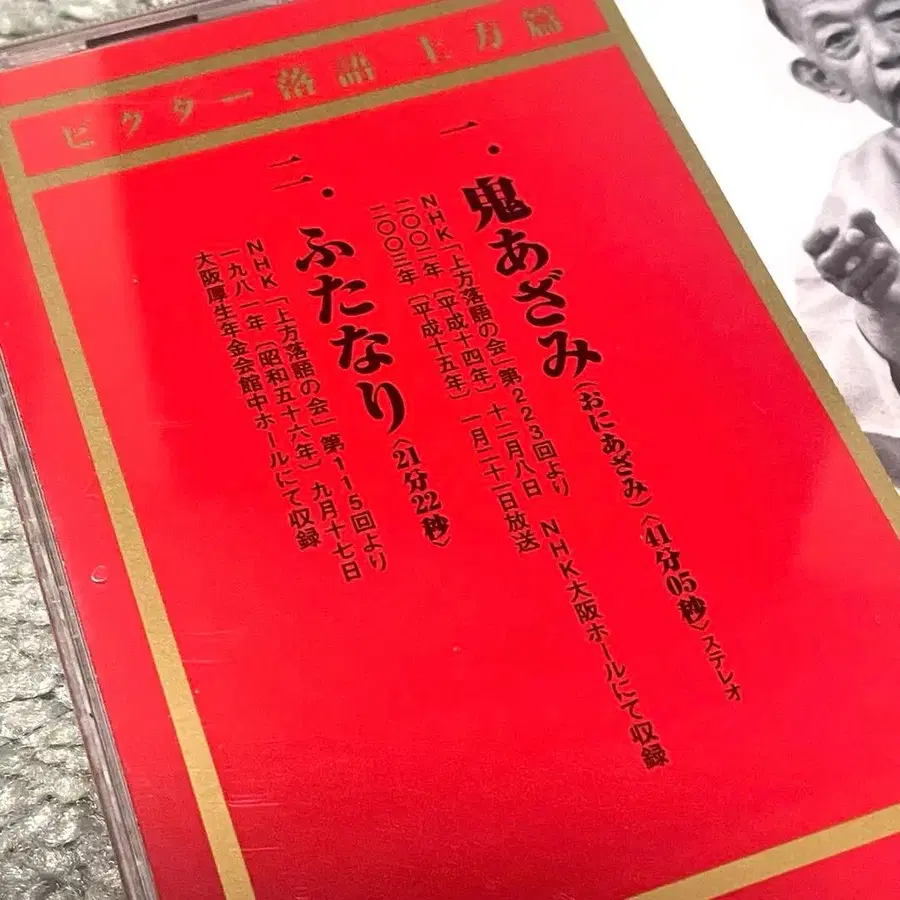 ビクター落語 上方篇
一．鬼あざみ（おにあざみ）〈41分05秒〉ステレオ
NHK「上方落語の会」第223回より NHK大阪ホールにて収録
二〇〇二年〔平成十四年〕十二月八日
二〇〇三年〔平成十五年〕一月二十一日放送
二．ふたなり〈21分22秒〉
NHK「上方落語の会」第115回より
一九八一年〔昭和五十六年〕九月十七日
大阪厚生年金会館中ホールにて収録